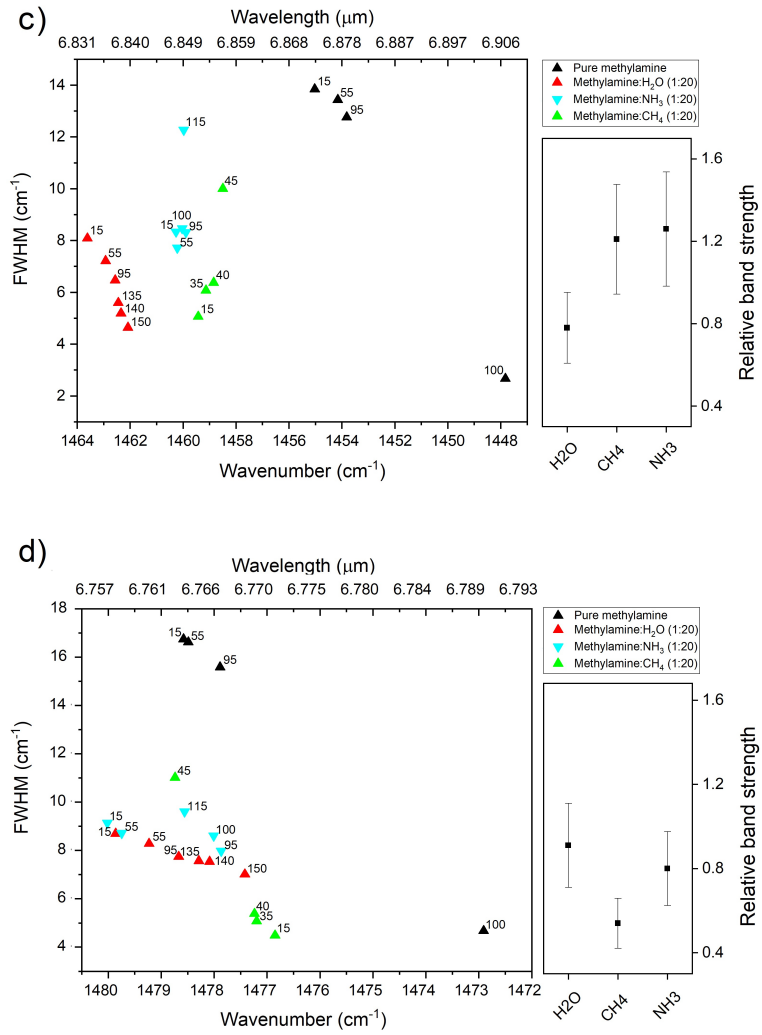 c)
Wavelength (μm)
6.831 6.840 6.849 6.859 6.868 6.878 6.887 6.897 6.906
Pure methylamine
Methylamine:H₂O (1:20)
Methylamine:NH₃ (1:20)
Methylamine:CH₄ (1:20)
FWHM (cm⁻¹)
14
12
10
8
6
4
2
15
55
95
115
45
15
100
15 95
55
55
95
40
35
135
140
15
150
100
1464 1462 1460 1458 1456 1454 1452 1450 1448
Wavenumber (cm⁻¹)
1.6
1.2
0.8
0.4
Relative band strength
H2O CH4 NH3
d)
Wavelength (μm)
6.757 6.761 6.766 6.770 6.775 6.780 6.784 6.789 6.793
Pure methylamine
Methylamine:H₂O (1:20)
Methylamine:NH₃ (1:20)
Methylamine:CH₄ (1:20)
FWHM (cm⁻¹)
18
16
14
12
10
8
6
4
15 55
95
45
115
15
15 55
100
55
95 135 95
140
150
40
35
15
100
1480 1479 1478 1477 1476 1475 1474 1473 1472
Wavenumber (cm⁻¹)
1.6
1.2
0.8
0.4
Relative band strength
H2O CH4 NH3